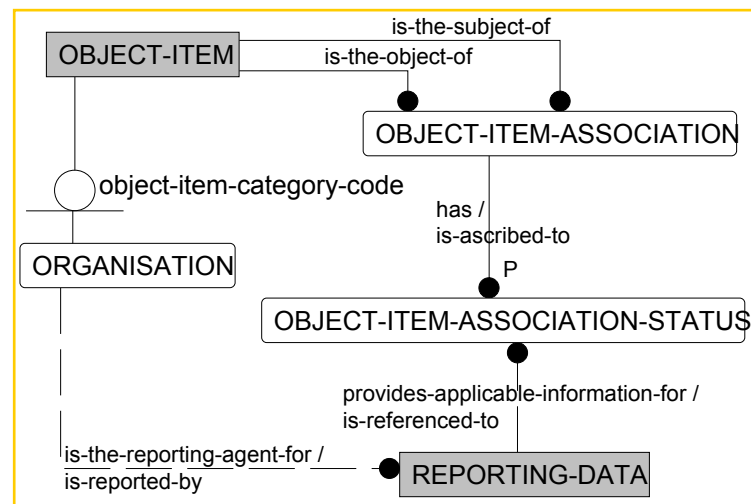 is-the-subject-of
OBJECT-ITEM
is-the-object-of
OBJECT-ITEM-ASSOCIATION
object-item-category-code
has /
is-ascribed-to
ORGANISATION
P
OBJECT-ITEM-ASSOCIATION-STATUS
provides-applicable-information-for /
is-referenced-to
is-the-reporting-agent-for /
is-reported-by
REPORTING-DATA